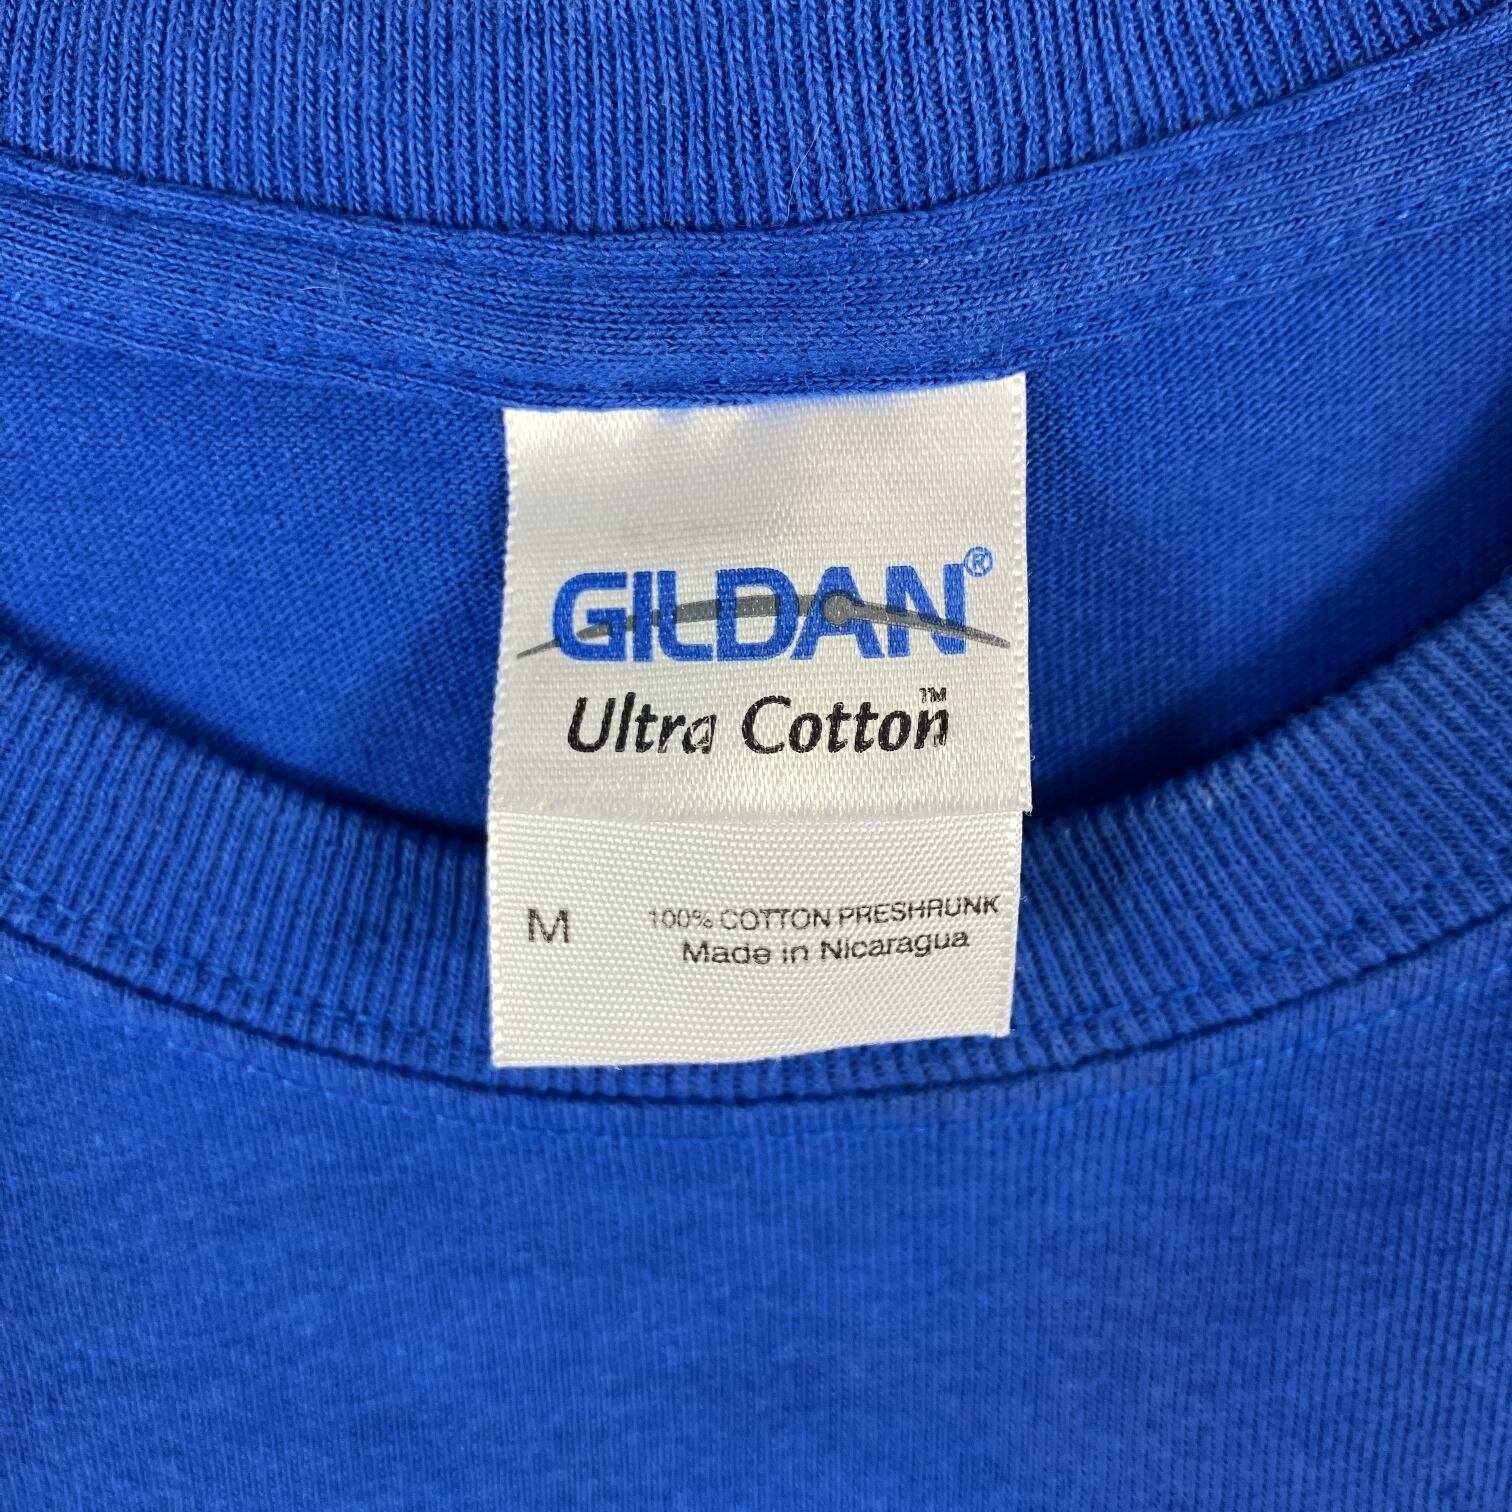 GILDAN®
Ultra Cotton™
M 100% COTTON PRESHRUNK
Made in Nicaragua